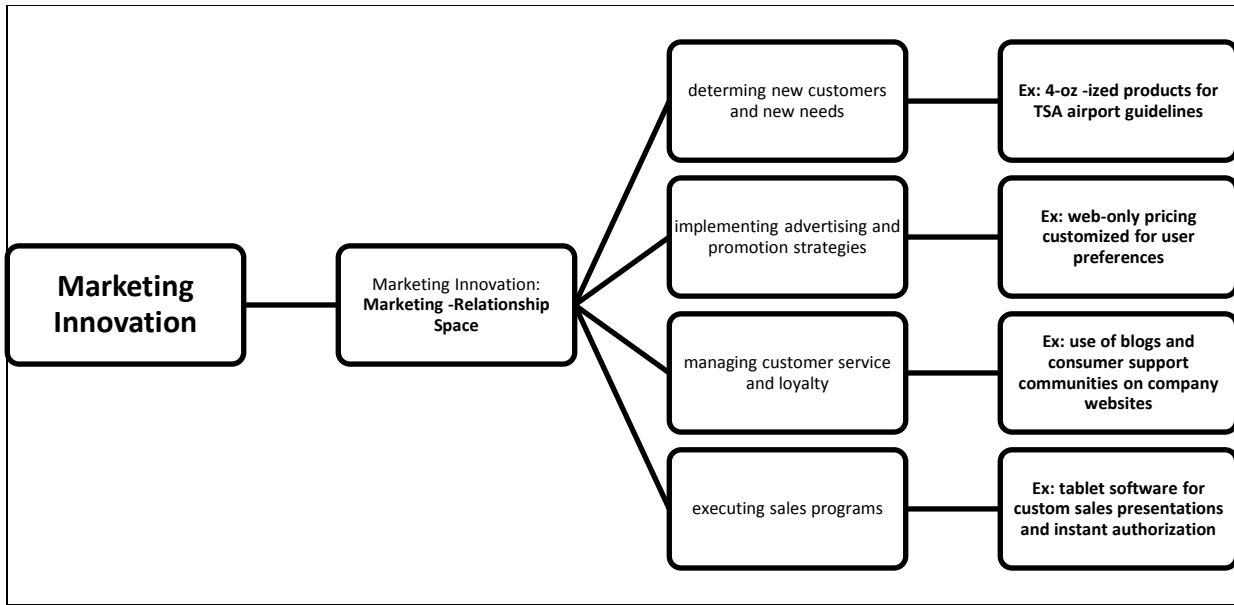 Marketing
Innovation
Marketing Innovation:
Marketing -Relationship
Space
determing new customers
and new needs
Ex: 4-oz -ized products for
TSA airport guidelines
implementing advertising and
promotion strategies
Ex: web-only pricing
customized for user
preferences
managing customer service
and loyalty
Ex: use of blogs and
consumer support
communities on company
websites
executing sales programs
Ex: tablet software for
custom sales presentations
and instant authorization